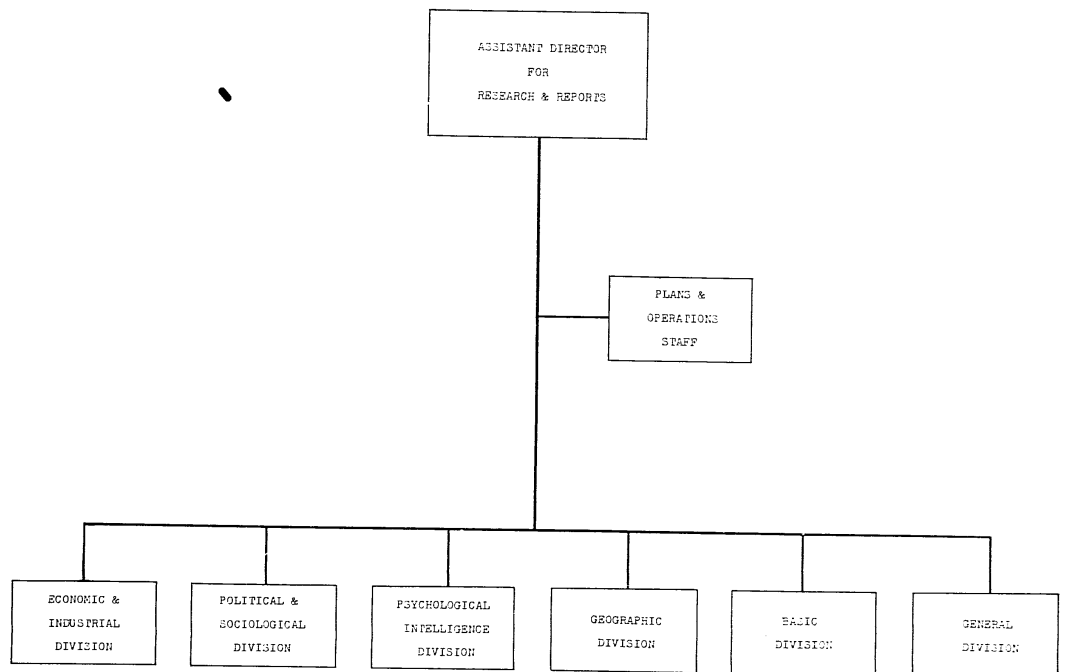 ASSISTANT DIRECTOR
FOR
RESEARCH & REPORTS
PLANS &
OPERATIONS
STAFF
ECONOMIC &
INDUSTRIAL
DIVISION
POLITICAL &
SOCIOLOGICAL
DIVISION
PSYCHOLOGICAL
INTELLIGENCE
DIVISION
GEOGRAPHIC
DIVISION
BASIC
DIVISION
GENERAL
DIVISION